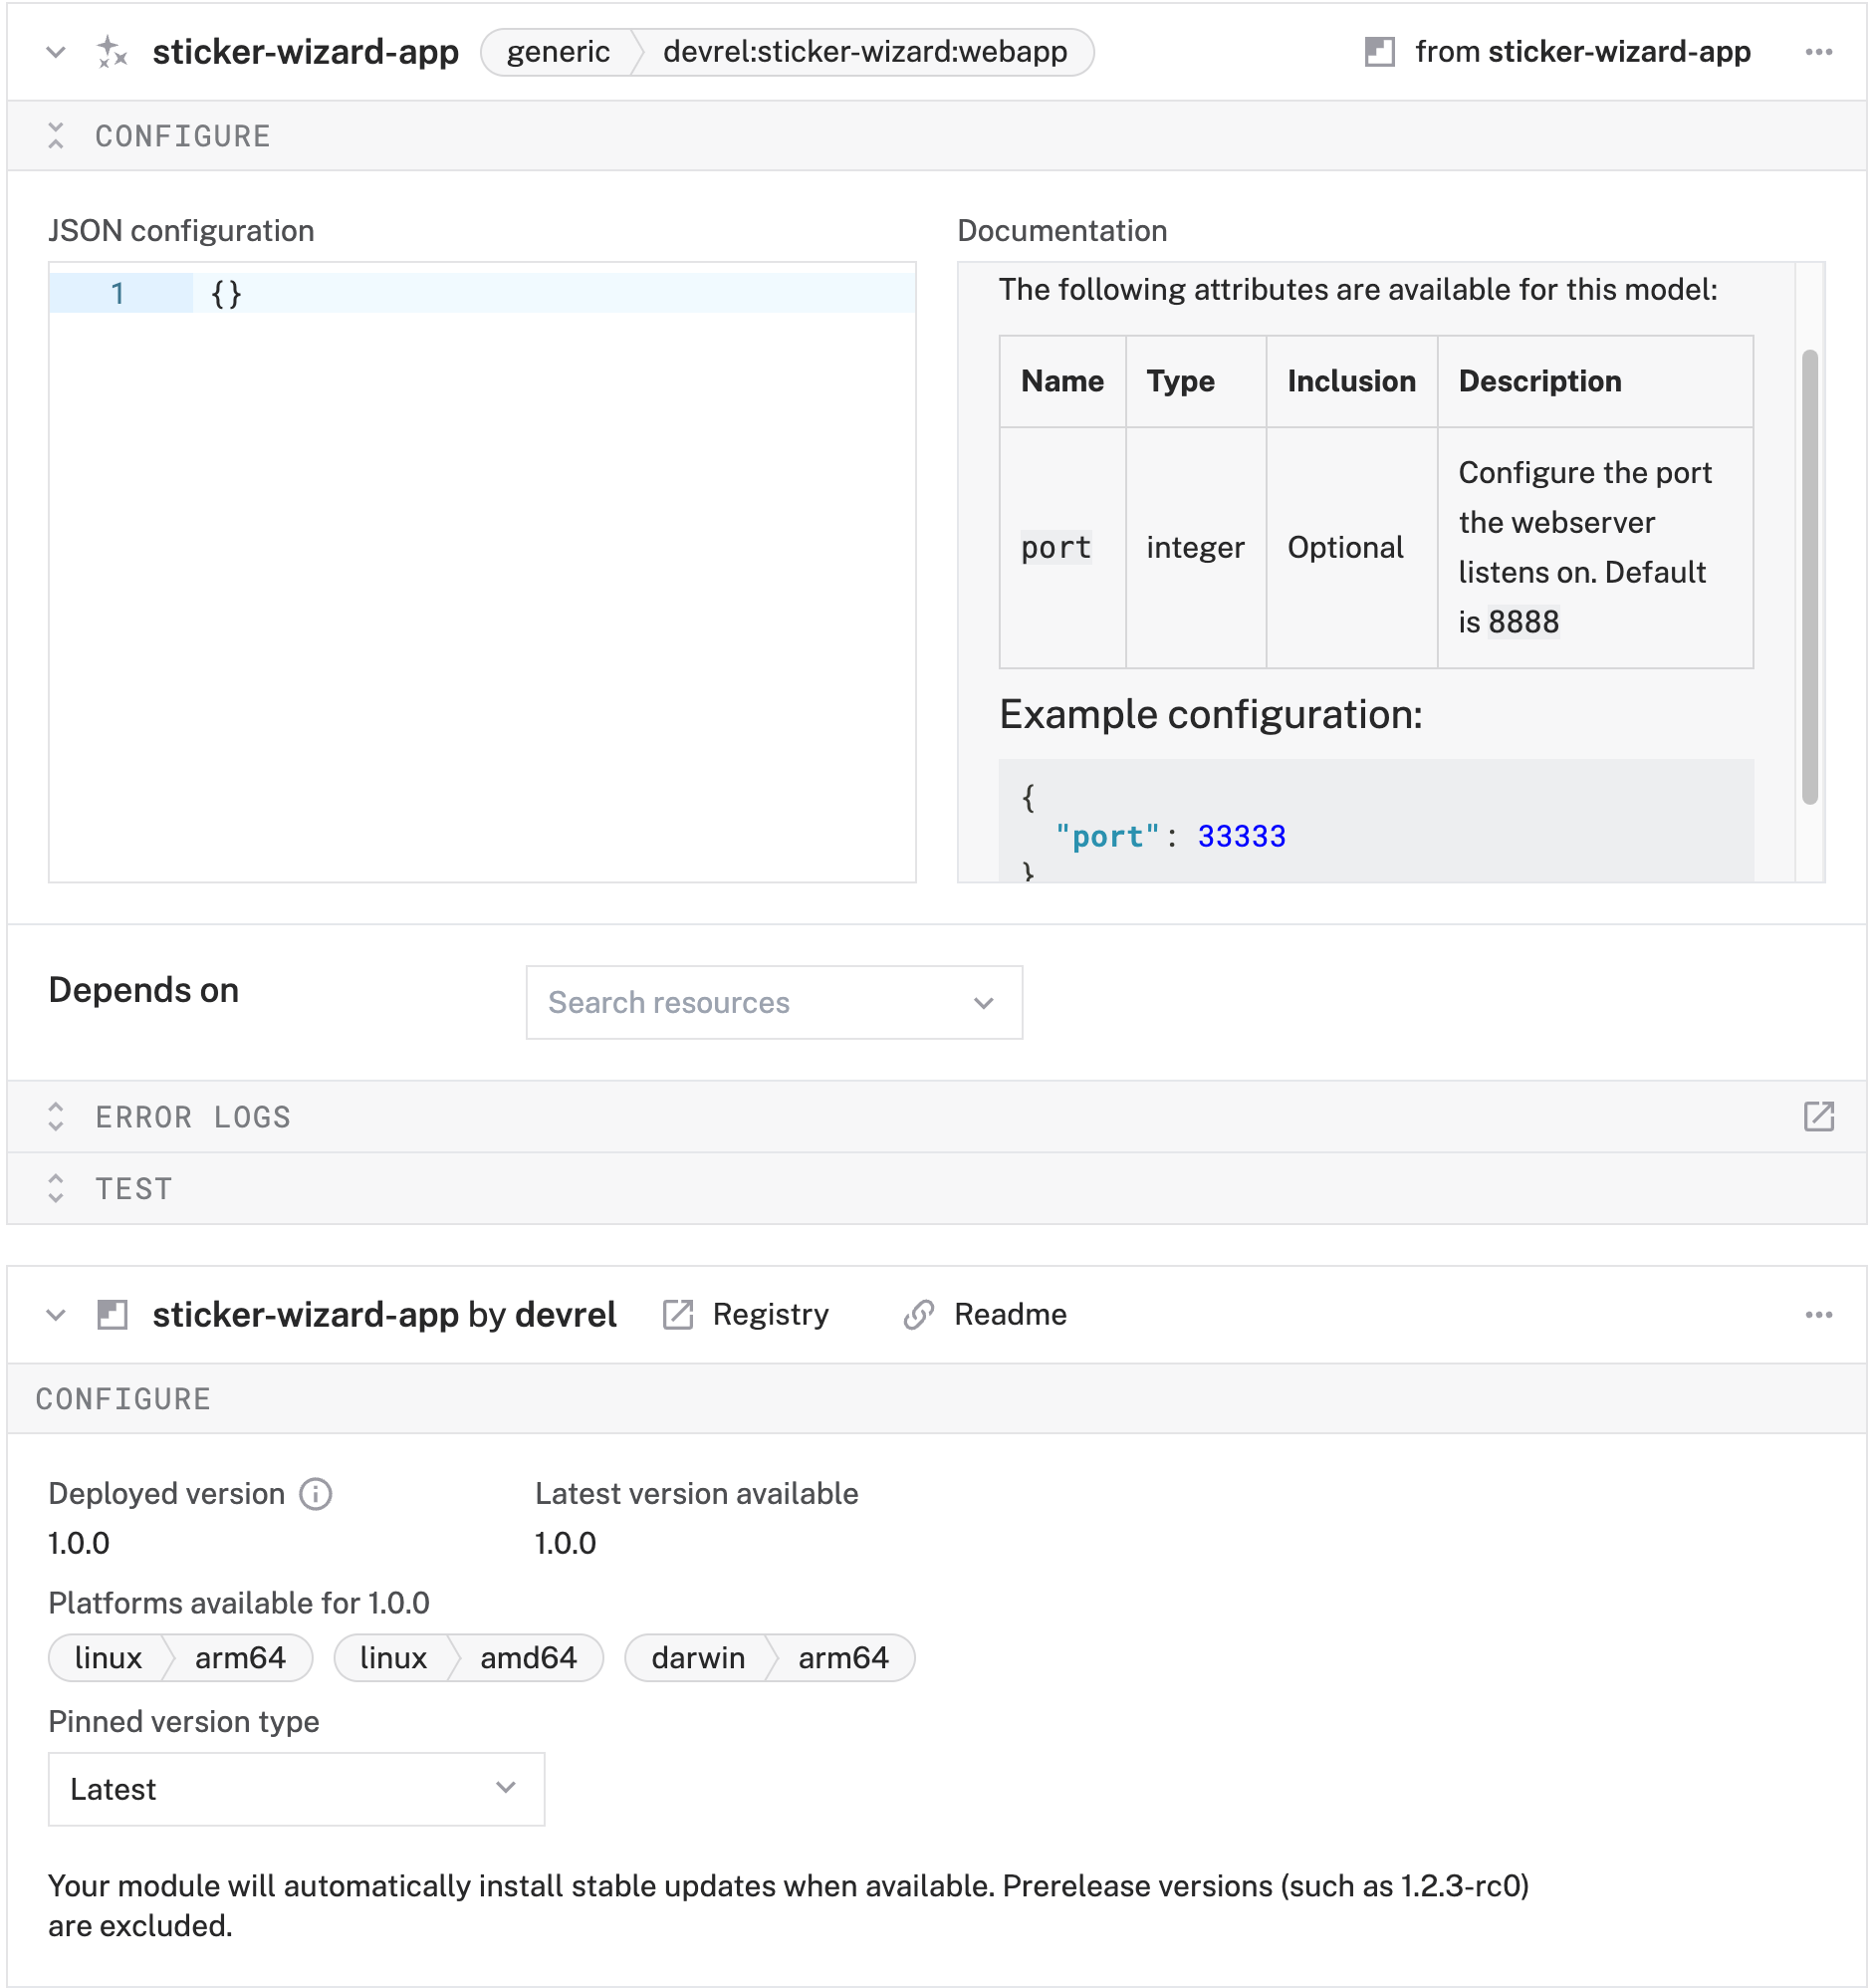 sticker-wizard-app generic devrel:sticker-wizard:webapp from sticker-wizard-app
CONFIGURE
JSON configuration
1 {}
Documentation
The following attributes are available for this model:
Name Type Inclusion Description
port integer Optional Configure the port
the webserver
listens on. Default
is 8888
Example configuration:
{
"port": 33333
}
Depends on
Search resources
ERROR LOGS
TEST
sticker-wizard-app by devrel Registry Readme
CONFIGURE
Deployed version Latest version available
1.0.0 1.0.0
Platforms available for 1.0.0
linux arm64 linux amd64 darwin arm64
Pinned version type
Latest
Your module will automatically install stable updates when available. Prerelease versions (such as 1.2.3-rc0)
are excluded.